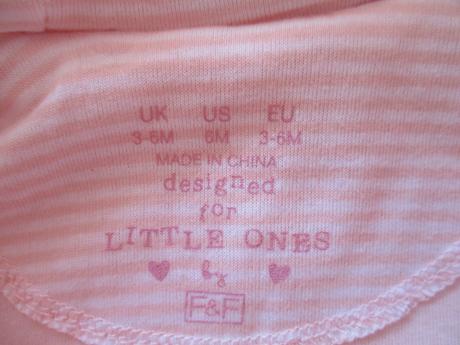 UK US EU
3-6M 6M 3-6M
MADE IN CHINA
designed
for
LITTLE ONES
by
F&F